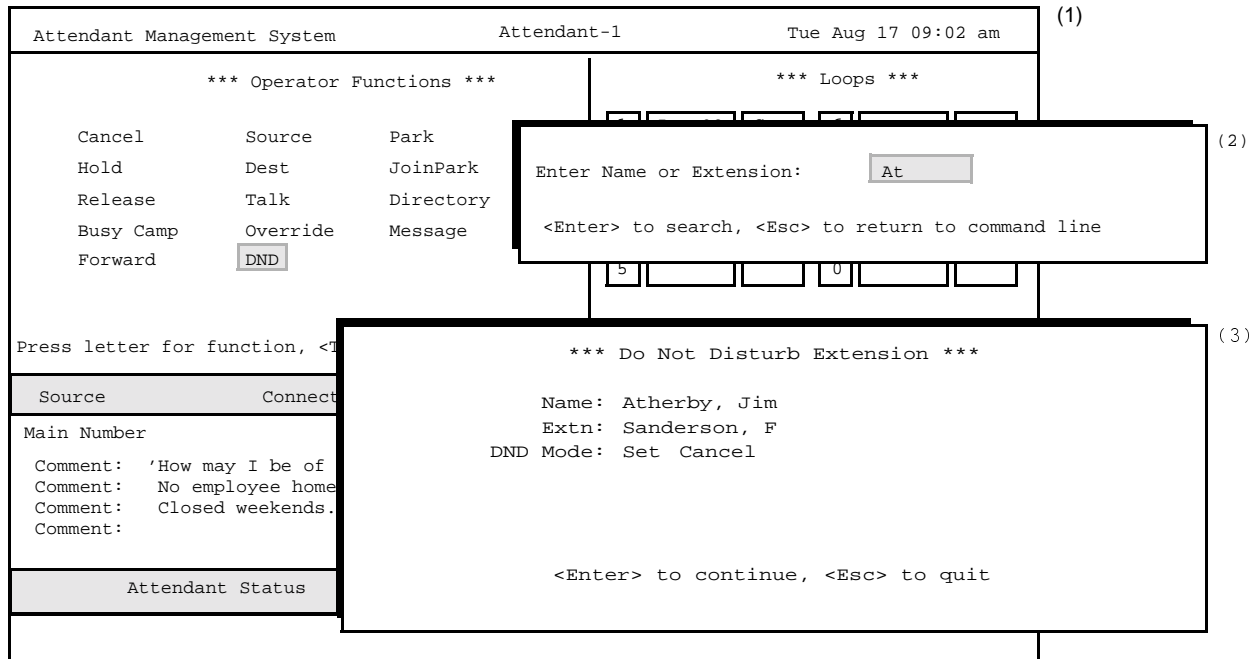 (1)
Attendant Management System Attendant-1 Tue Aug 17 09:02 am
*** Operator Functions *** *** Loops ***
Cancel Source Park
Hold Dest JoinPark
Release Talk Directory
Busy Camp Override Message
Forward DND
(2)
Enter Name or Extension: At
<Enter> to search, <Esc> to return to command line
5 0
Press letter for function,
(3)
*** Do Not Disturb Extension ***
Name: Atherby, Jim
Extn: Sanderson, F
DND Mode: Set Cancel
<Enter> to continue, <Esc> to quit
Source Connect
Main Number
Comment: 'How may I be of
Comment: No employee home
Comment: Closed weekends.
Comment:
Attendant Status